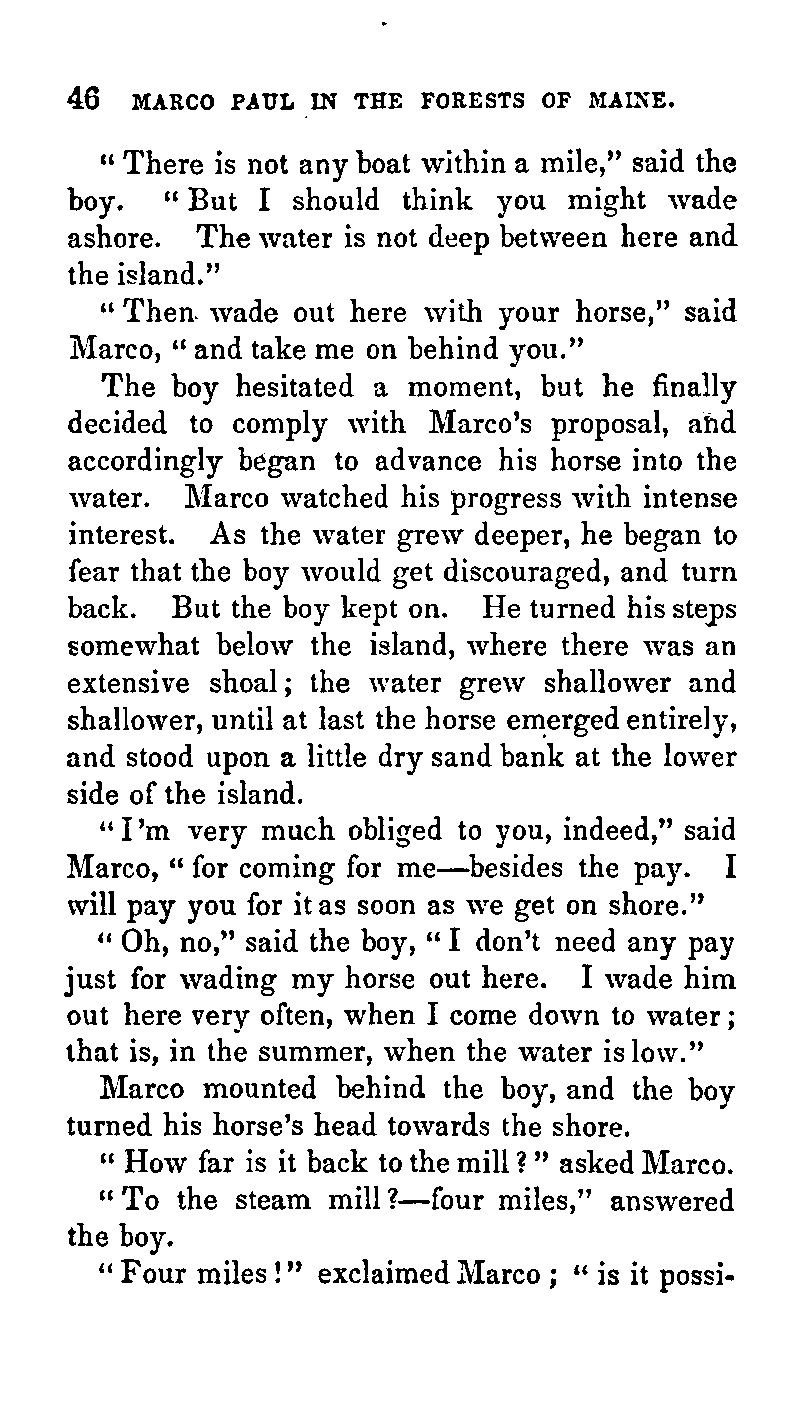 46 MARCO PAUL IN THE FORESTS OF MAINE.
“ There is not any boat within a mile,” said the
boy. “ But I should think you might wade
ashore. The water is not deep between here and
the island.”
“ Then wade out here with your horse,” said
Marco, “ and take me on behind you.”
The boy hesitated a moment, but he finally
decided to comply with Marco’s proposal, and
accordingly began to advance his horse into the
water. Marco watched his progress with intense
interest. As the water grew deeper, he began to
fear that the boy would get discouraged, and turn
back. But the boy kept on. He turned his steps
somewhat below the island, where there was an
extensive shoal ; the water grew shallower and
shallower, until at last the horse emerged entirely,
and stood upon a little dry sand bank at the lower
side of the island.
“ I ’m very much obliged to you, indeed,” said
Marco, “ for coming for me—besides the pay. I
will pay you for it as soon as we get on shore.”
“ Oh, no,” said the boy, “ I don’t need any pay
just for wading my horse out here. I wade him
out here very often, when I come down to water ;
that is, in the summer, when the water is low.”
Marco mounted behind the boy, and the boy
turned his horse’s head towards the shore.
“ How far is it back to the mill ? ” asked Marco.
“ To the steam mill ?—four miles,” answered
the boy.
“ Four miles ! ” exclaimed Marco ; “ is it possi-